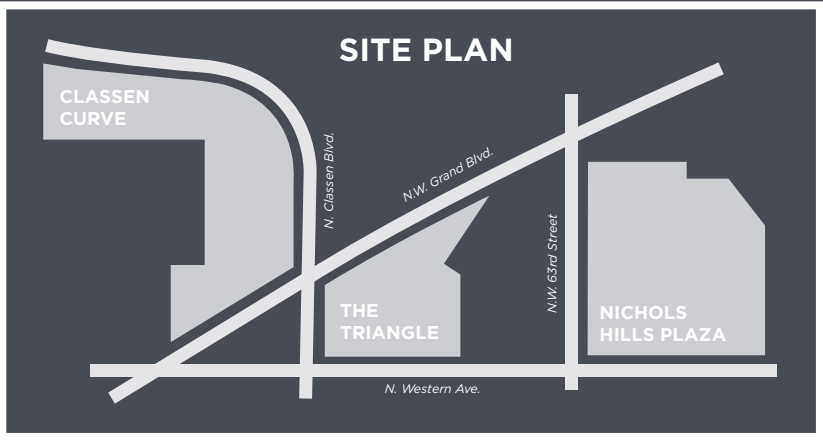 SITE PLAN
CLASSEN
CURVE
N. Classen Blvd.
N.W. Grand Blvd.
N.W. 63rd Street
THE
TRIANGLE
NICHOLS
HILLS PLAZA
N. Western Ave.